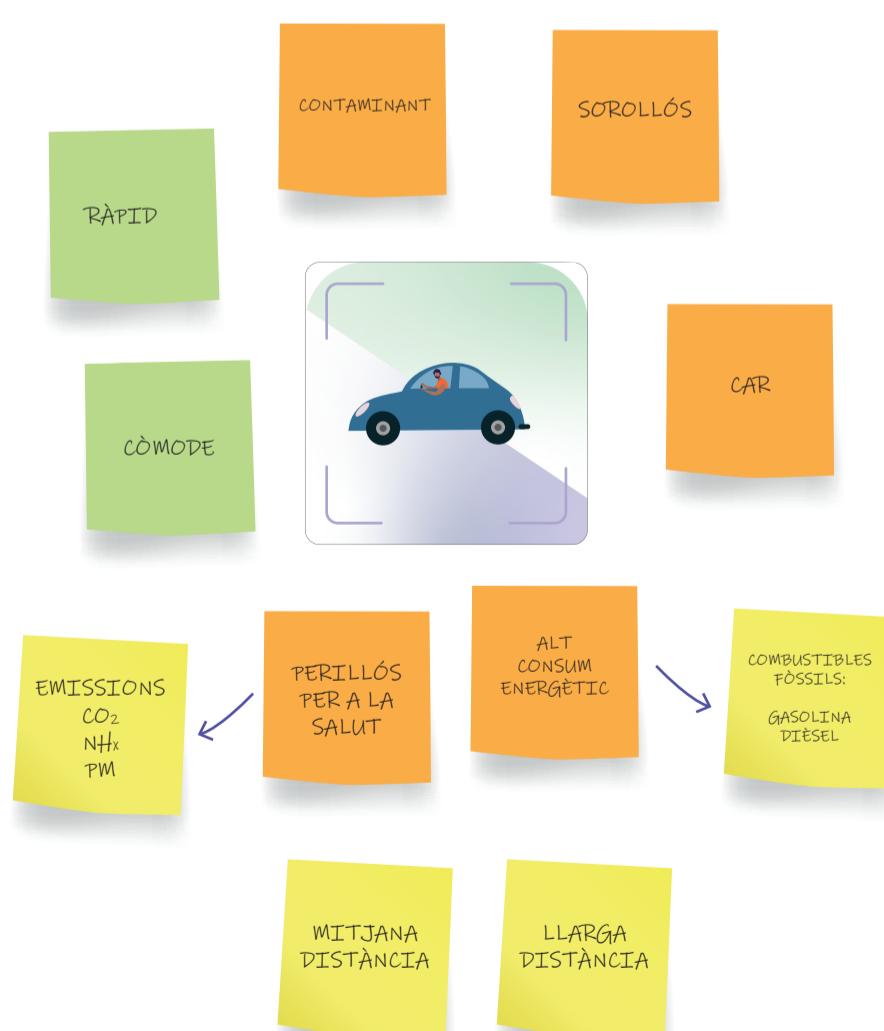 CONTAMINANT
SOROLLÓS
RÀPID
CAR
CÒMODE
EMISSIONS
CO₂
NHx
PM
PERILLÓS
PER A LA
SALUT
ALT
CONSUM
ENERGÈTIC
COMBUSTIBLES
FÒSSILS:
GASOLINA
DIÈSEL
MITJANA
DISTÀNCIA
LLARGA
DISTÀNCIA